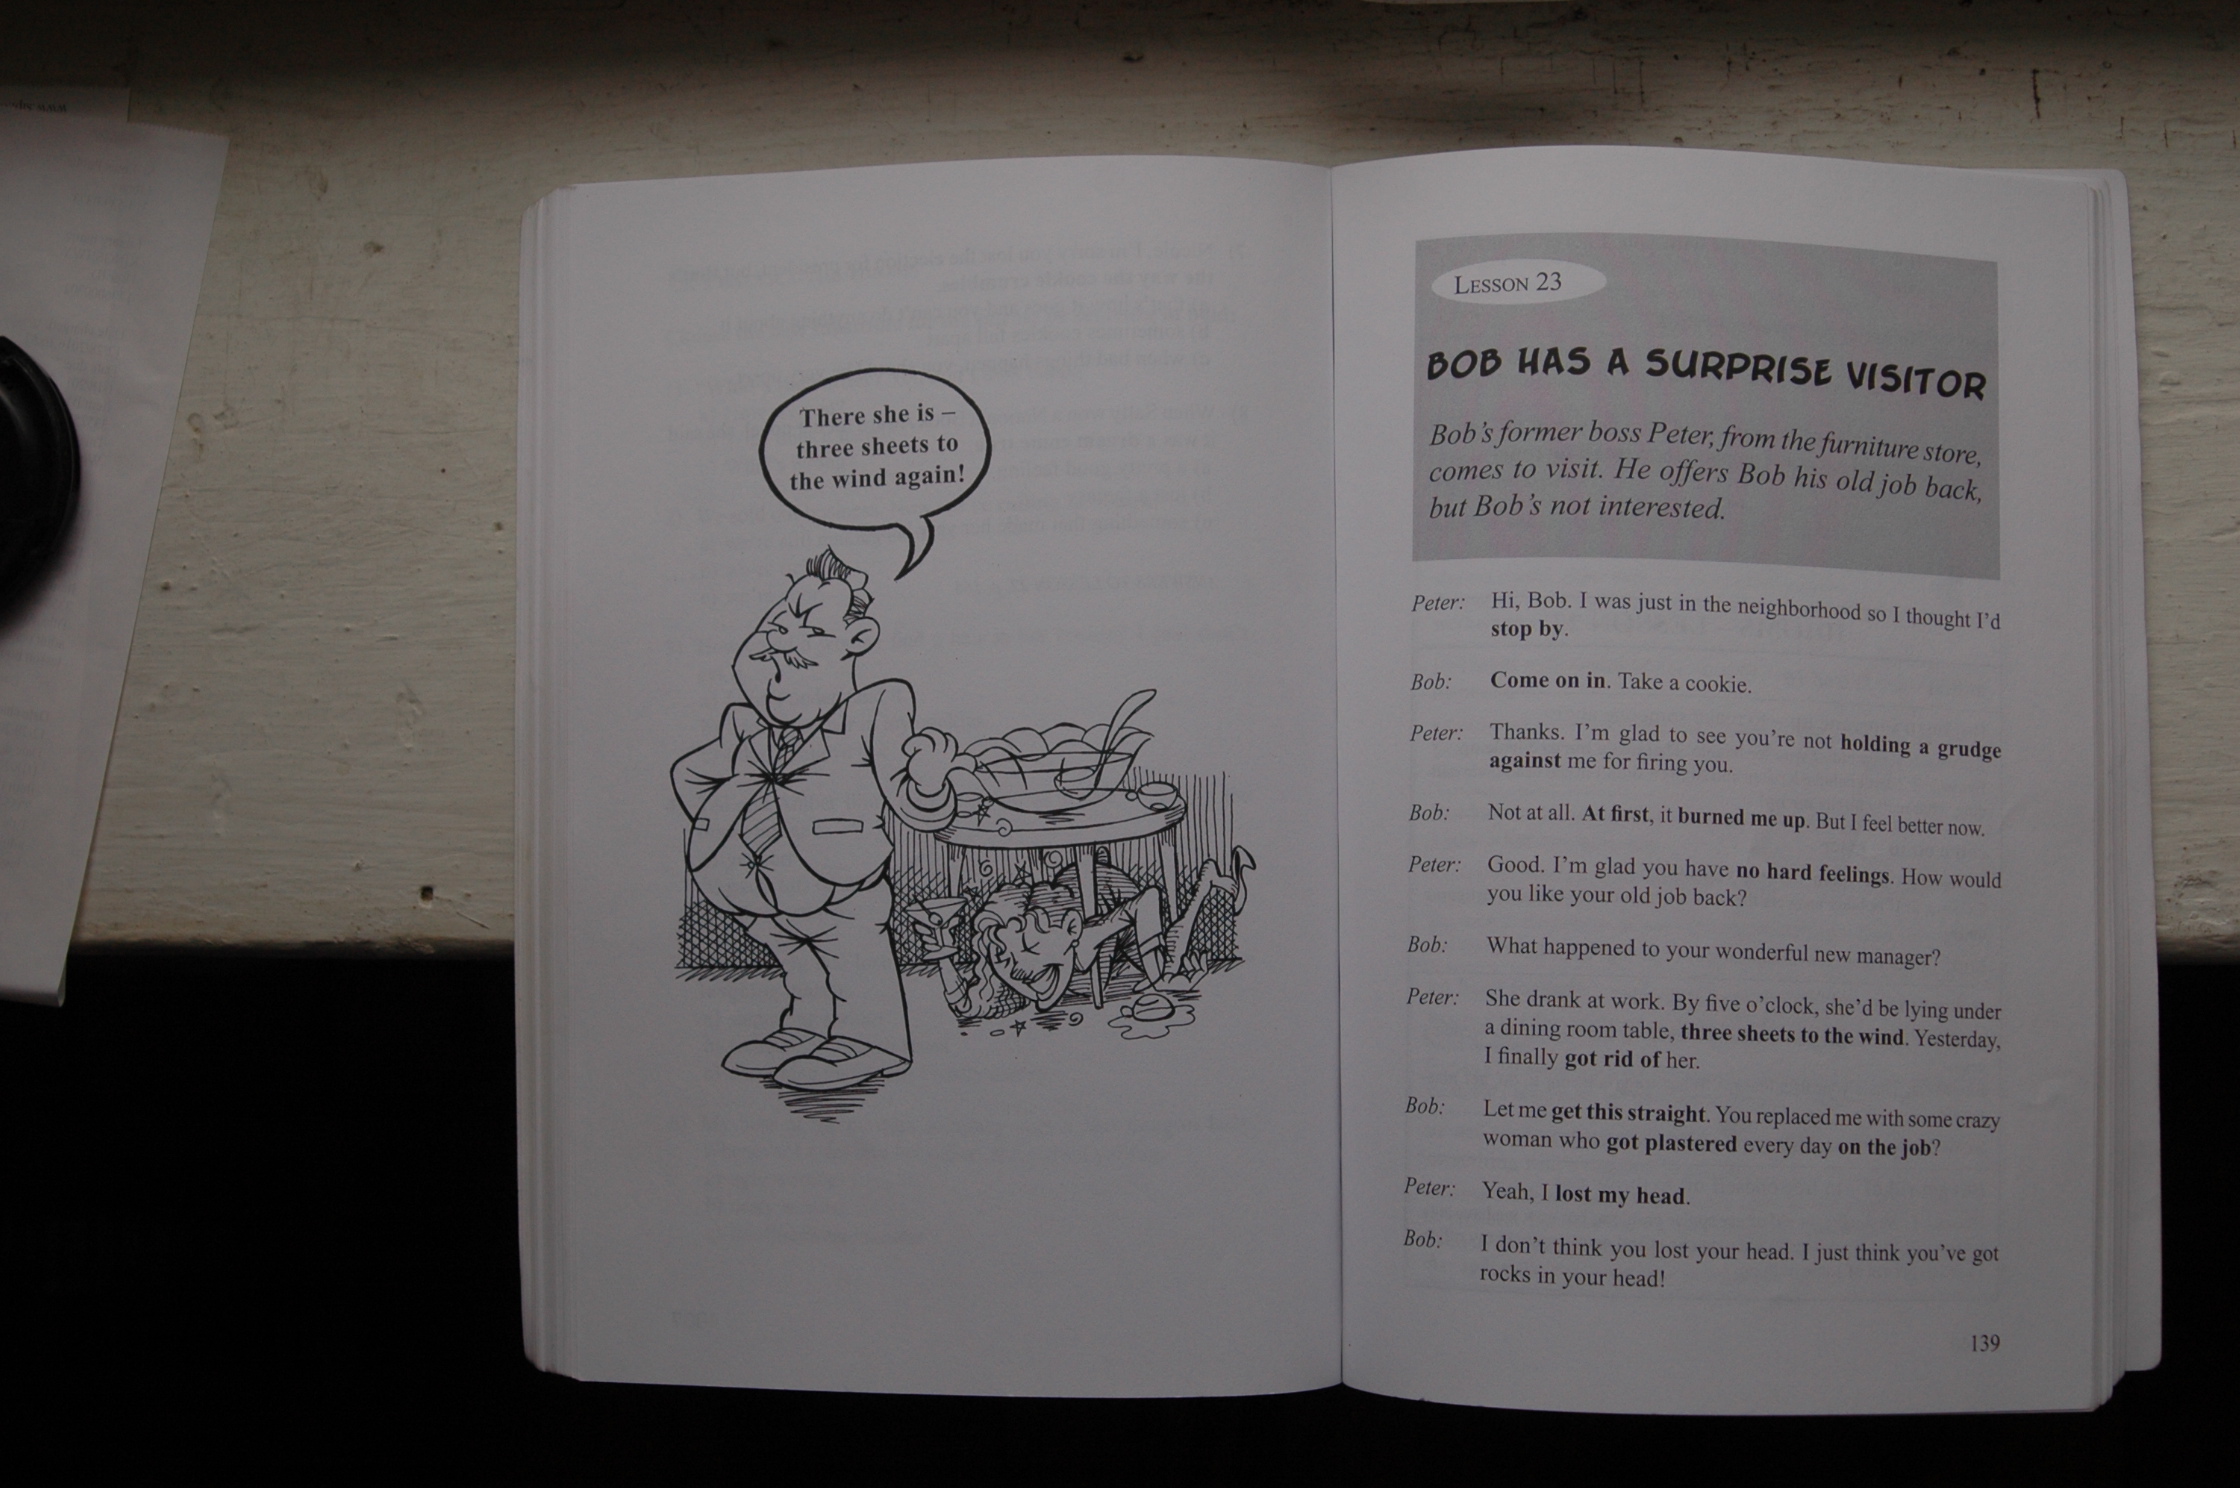 There she is –
three sheets to
the wind again!
LESSON 23
BOB HAS A SURPRISE VISITOR
Bob's former boss Peter, from the furniture store,
comes to visit. He offers Bob his old job back,
but Bob's not interested.
Peter: Hi, Bob. I was just in the neighborhood so I thought I'd
stop by.
Bob: Come on in. Take a cookie.
Peter: Thanks. I'm glad to see you're not holding a grudge
against me for firing you.
Bob: Not at all. At first, it burned me up. But I feel better now.
Peter: Good. I'm glad you have no hard feelings. How would
you like your old job back?
Bob: What happened to your wonderful new manager?
Peter: She drank at work. By five o'clock, she'd be lying under
a dining room table, three sheets to the wind. Yesterday,
I finally got rid of her.
Bob: Let me get this straight. You replaced me with some crazy
woman who got plastered every day on the job?
Peter: Yeah, I lost my head.
Bob: I don't think you lost your head. I just think you've got
rocks in your head!
139